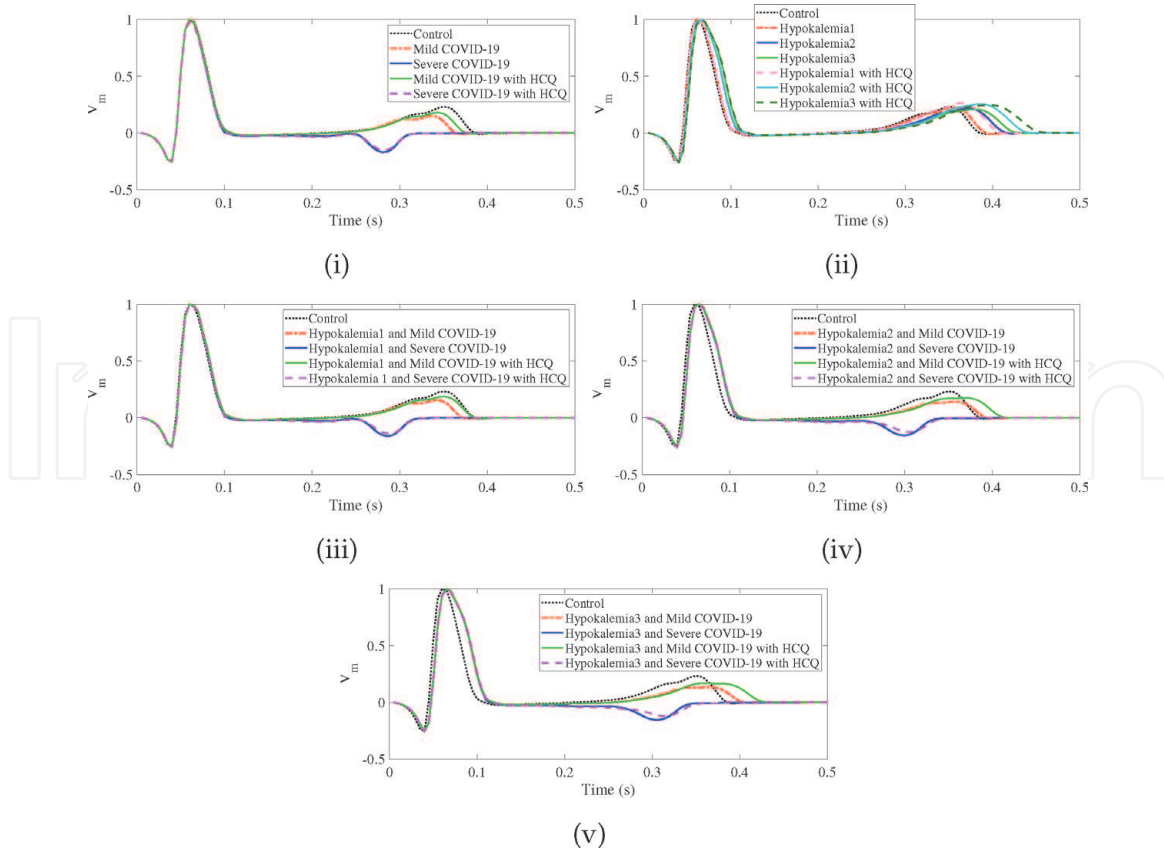 Control
Mild COVID-19
Severe COVID-19
Mild COVID-19 with HCQ
Severe COVID-19 with HCQ
1
0.5
0
-0.5
Vm
0
0.1
0.2
0.3
0.4
0.5
Time (s)
(i)
Control
Hypokalemia1
Hypokalemia2
Hypokalemia3
Hypokalemia1 with HCQ
Hypokalemia2 with HCQ
Hypokalemia3 with HCQ
1
0.5
0
-0.5
Vm
0
0.1
0.2
0.3
0.4
0.5
Time (s)
(ii)
Control
Hypokalemia1 and Mild COVID-19
Hypokalemia1 and Severe COVID-19
Hypokalemia1 and Mild COVID-19 with HCQ
Hypokalemia 1 and Severe COVID-19 with HCQ
1
0.5
0
-0.5
Vm
0
0.1
0.2
0.3
0.4
0.5
Time (s)
(iii)
Control
Hypokalemia2 and Mild COVID-19
Hypokalemia2 and Severe COVID-19
Hypokalemia2 and Mild COVID-19 with HCQ
Hypokalemia2 and Severe COVID-19 with HCQ
1
0.5
0
-0.5
Vm
0
0.1
0.2
0.3
0.4
0.5
Time (s)
(iv)
Control
Hypokalemia3 and Mild COVID-19
Hypokalemia3 and Severe COVID-19
Hypokalemia3 and Mild COVID-19 with HCQ
Hypokalemia3 and Severe COVID-19 with HCQ
1
0.5
0
-0.5
Vm
0
0.1
0.2
0.3
0.4
0.5
Time (s)
(v)